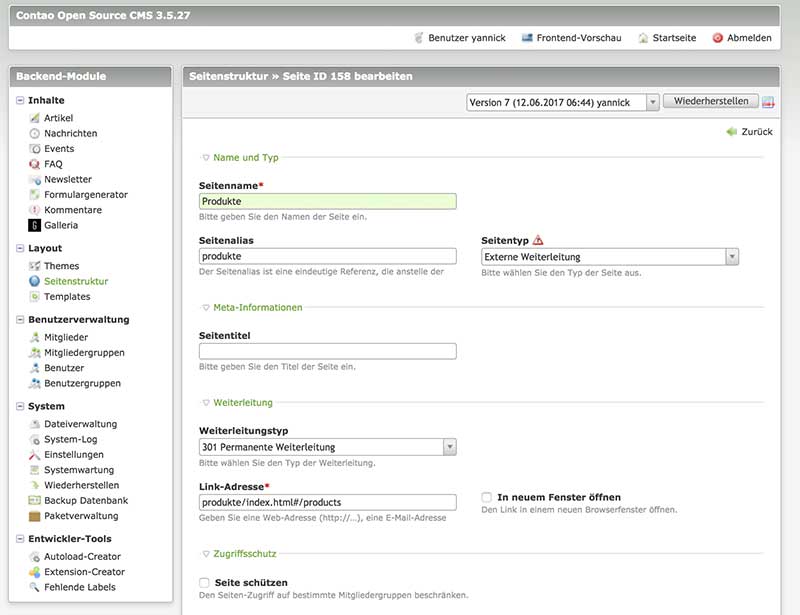 Contao Open Source CMS 3.5.27
Benutzer yannick Frontend-Vorschau Startseite Abmelden
Backend-Module
Inhalte
Artikel
Nachrichten
Events
FAQ
Newsletter
Formulargenerator
Kommentare
Galleria
Layout
Themes
Seitenstruktur
Templates
Benutzerverwaltung
Mitglieder
Mitgliedergruppen
Benutzer
Benutzergruppen
System
Dateiverwaltung
System-Log
Einstellungen
Systemwartung
Wiederherstellen
Backup Datenbank
Paketverwaltung
Entwickler-Tools
Autoload-Creator
Extension-Creator
Fehlende Labels
Seitenstruktur » Seite ID 158 bearbeiten
Version 7 (12.06.2017 06:44) yannick Wiederherstellen
Zurück
Name und Typ
Seitenname*
Produkte
Bitte geben Sie den Namen der Seite ein.
Seitenalias
produkte
Der Seitenalias ist eine eindeutige Referenz, die anstelle der
Seitentyp
Externe Weiterleitung
Bitte wählen Sie den Typ der Seite aus.
Meta-Informationen
Seitentitel
Bitte geben Sie den Titel der Seite ein.
Weiterleitung
Weiterleitungstyp
301 Permanente Weiterleitung
Bitte wählen Sie den Typ der Weiterleitung.
Link-Adresse*
produkte/index.html#/products
Geben Sie eine Web-Adresse (http://…), eine E-Mail-Adresse
In neuem Fenster öffnen
Den Link in einem neuen Browserfenster öffnen.
Zugriffsschutz
Seite schützen
Den Seiten-Zugriff auf bestimmte Mitgliedergruppen beschränken.